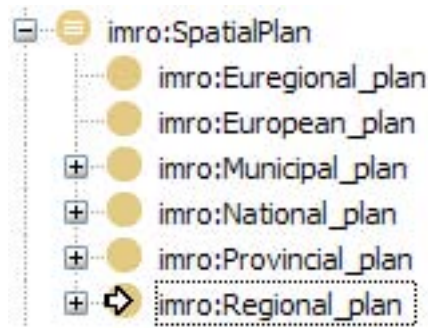 imro:SpatialPlan
imro:Euregional_plan
imro:European_plan
imro:Municipal_plan
imro:National_plan
imro:Provincial_plan
imro:Regional_plan